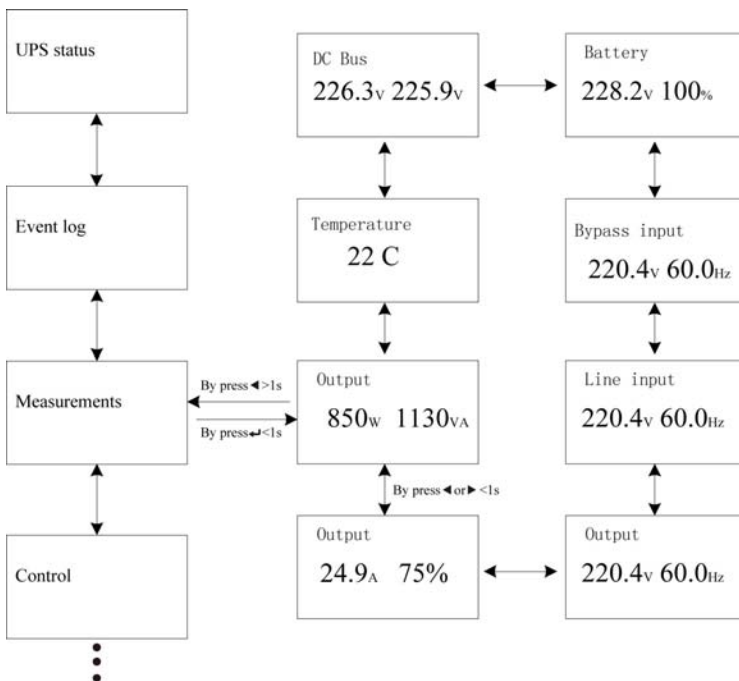 UPS status
Event log
Measurements
Control
By press ◀ >1s
By press ↵ <1s
DC Bus
226.3V 225.9V
Temperature
22 C
Output
850W 1130VA
By press ◀ or ▶ <1s
Output
24.9A 75%
Battery
228.2V 100%
Bypass input
220.4V 60.0Hz
Line input
220.4V 60.0Hz
Output
220.4V 60.0Hz